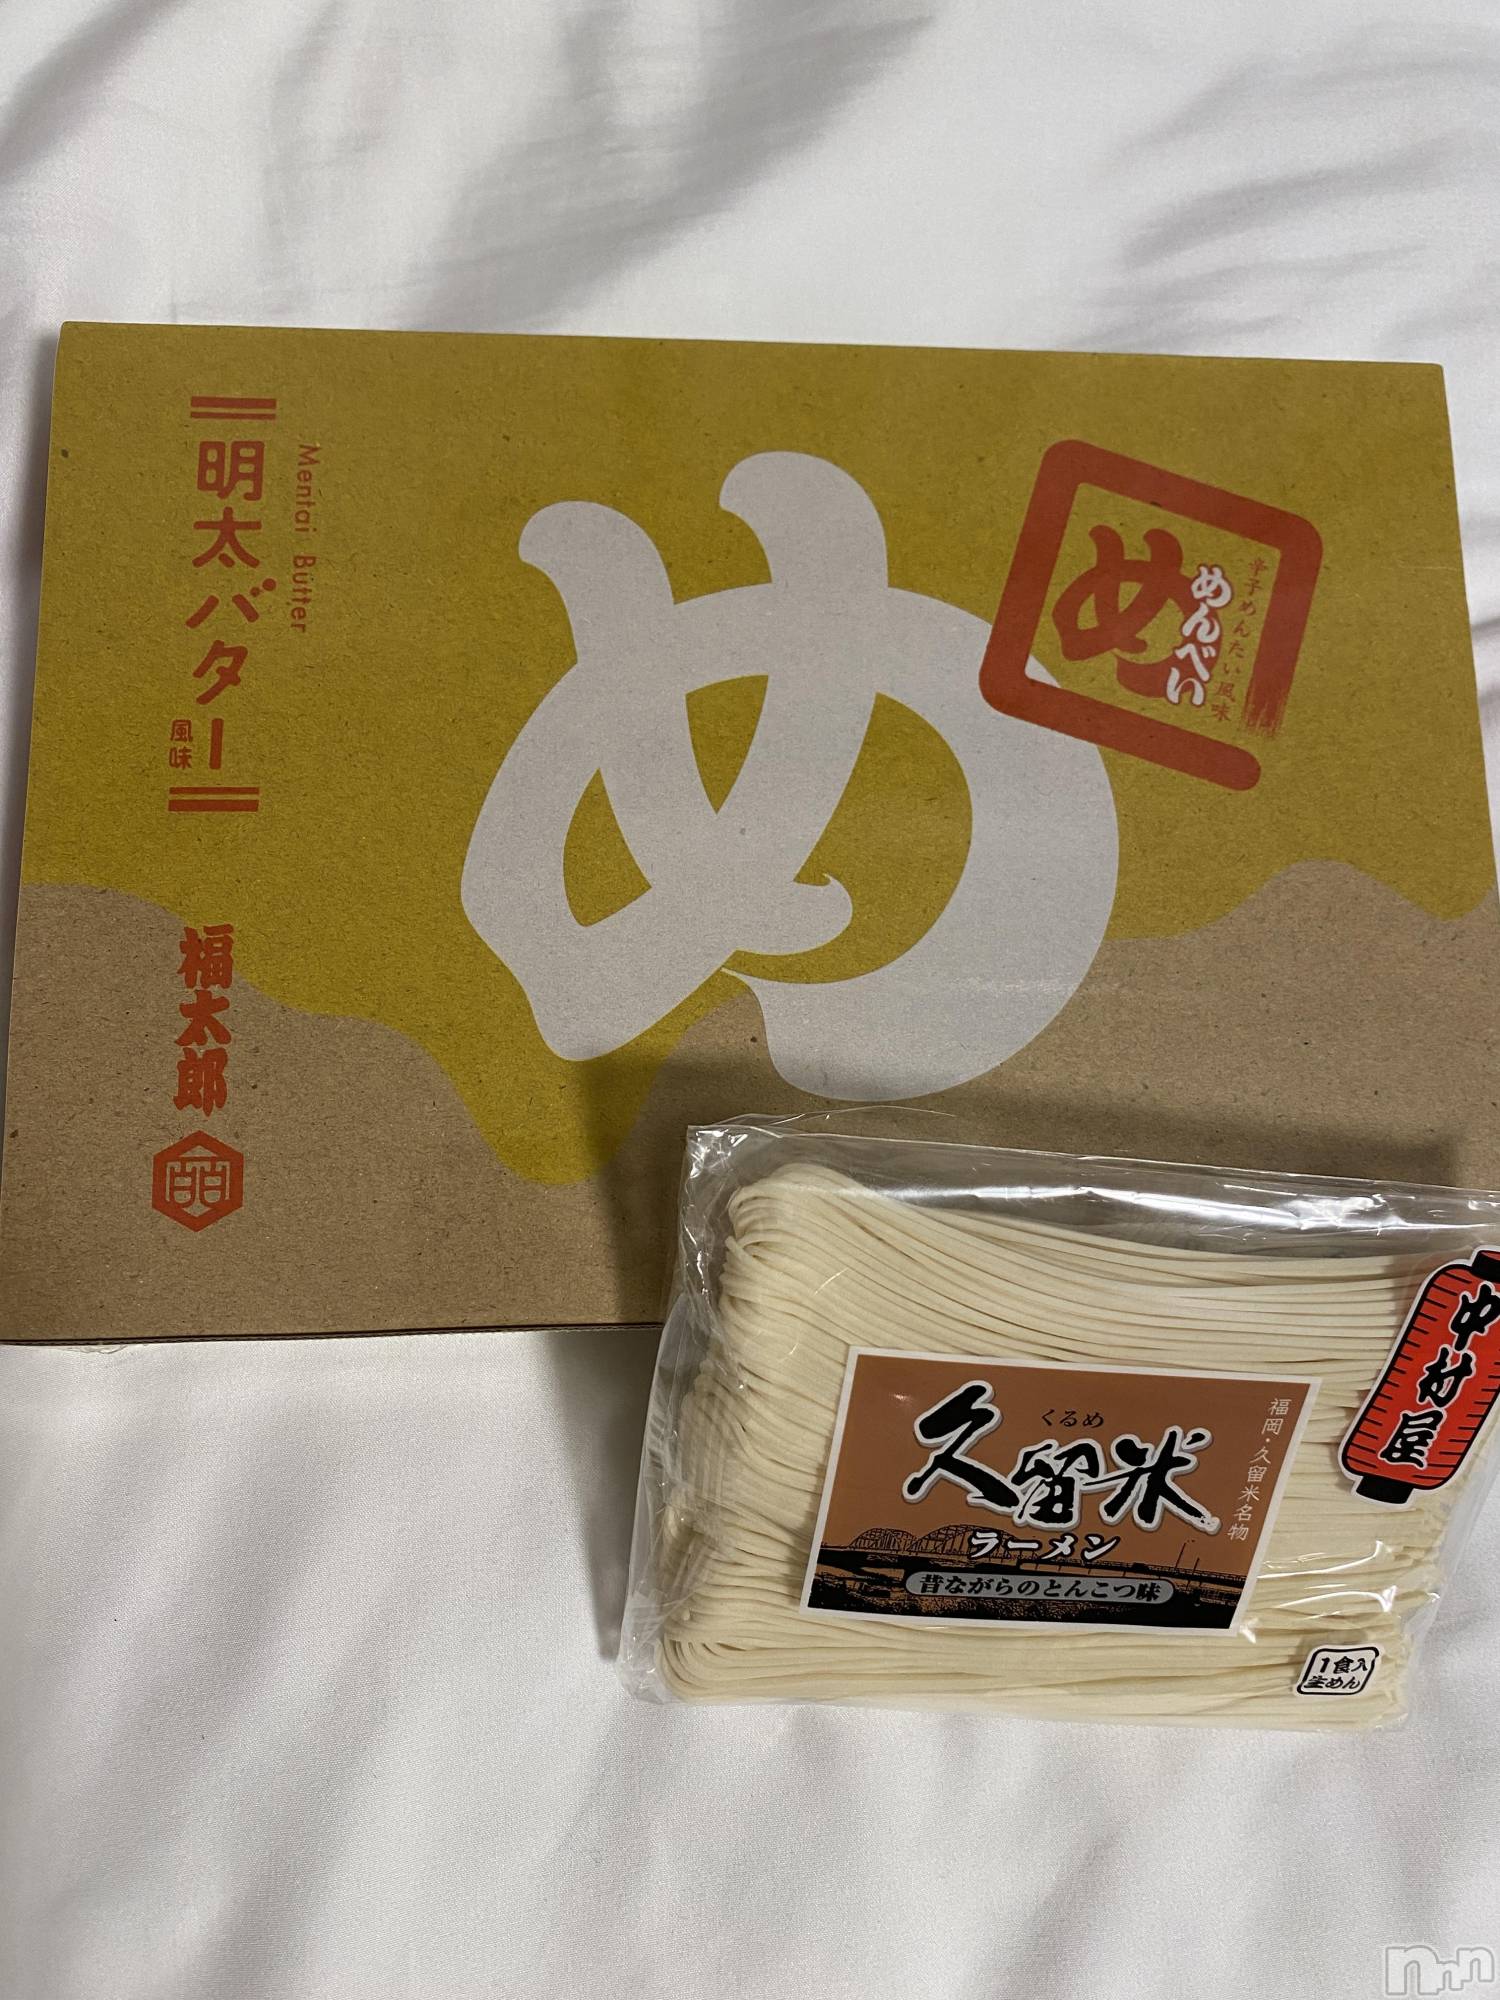 明太バター
風味
Mentai Butter
福太郎
め
め
めんべい
辛子めんたい風味
中村屋
福岡・久留米名物
くるめ
久留米
ラーメン
昔ながらのとんこつ味
1食入
生めん
nnn